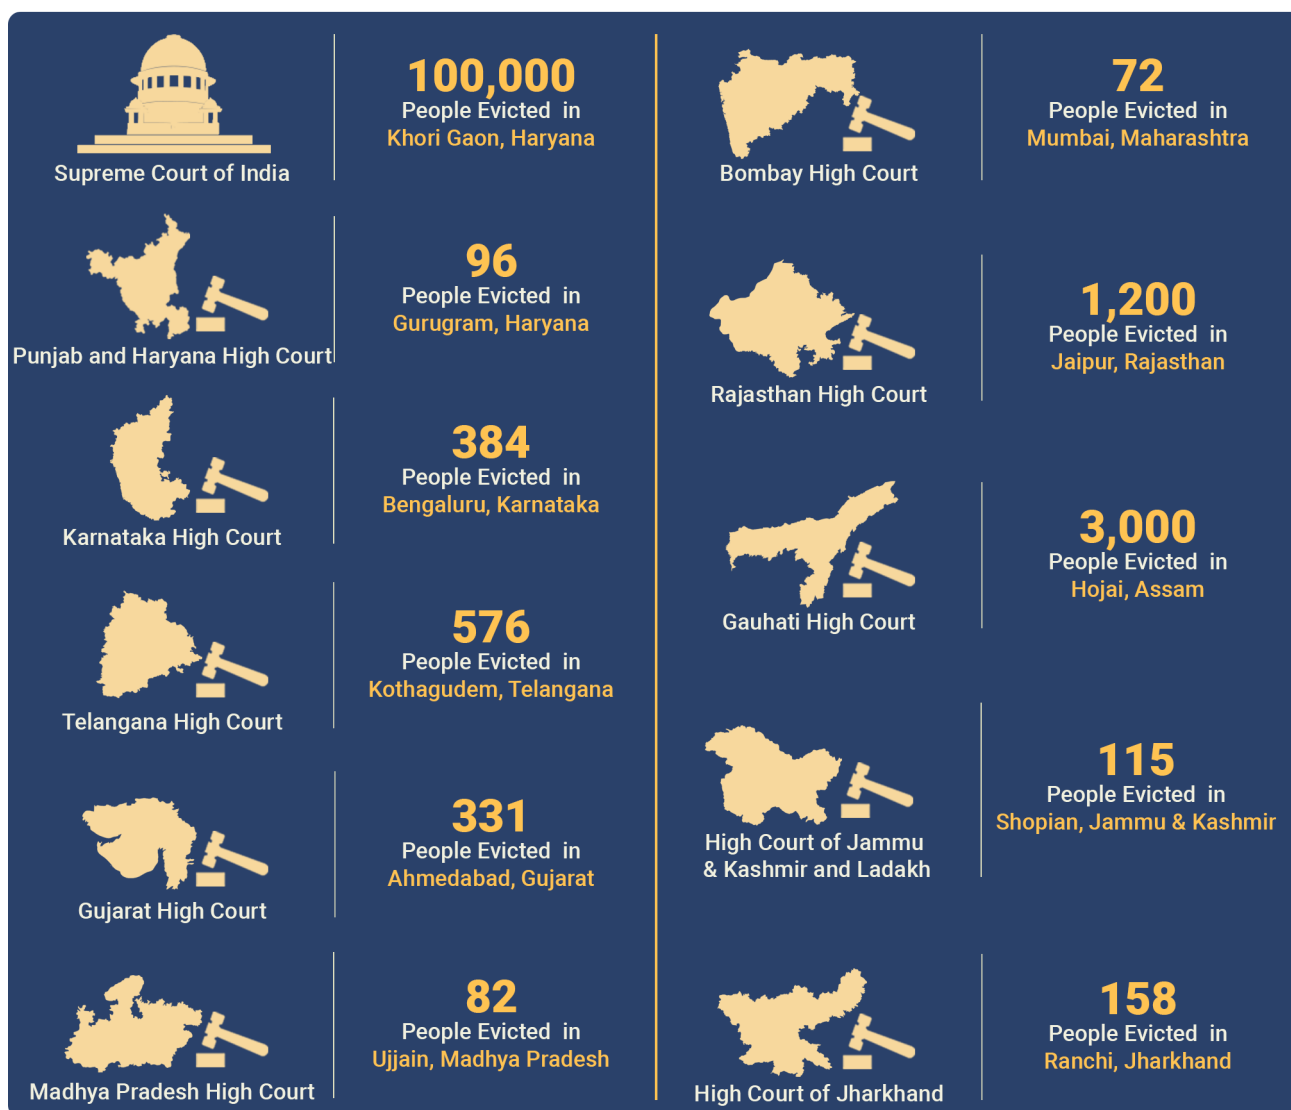 Supreme Court of India
100,000
People Evicted in
Khori Gaon, Haryana
Punjab and Haryana High Court
96
People Evicted in
Gurugram, Haryana
Karnataka High Court
384
People Evicted in
Bengaluru, Karnataka
Telangana High Court
576
People Evicted in
Kothagudem, Telangana
Gujarat High Court
331
People Evicted in
Ahmedabad, Gujarat
Madhya Pradesh High Court
82
People Evicted in
Ujjain, Madhya Pradesh
Bombay High Court
72
People Evicted in
Mumbai, Maharashtra
Rajasthan High Court
1,200
People Evicted in
Jaipur, Rajasthan
Gauhati High Court
3,000
People Evicted in
Hojai, Assam
High Court of Jammu
& Kashmir and Ladakh
115
People Evicted in
Shopian, Jammu & Kashmir
High Court of Jharkhand
158
People Evicted in
Ranchi, Jharkhand